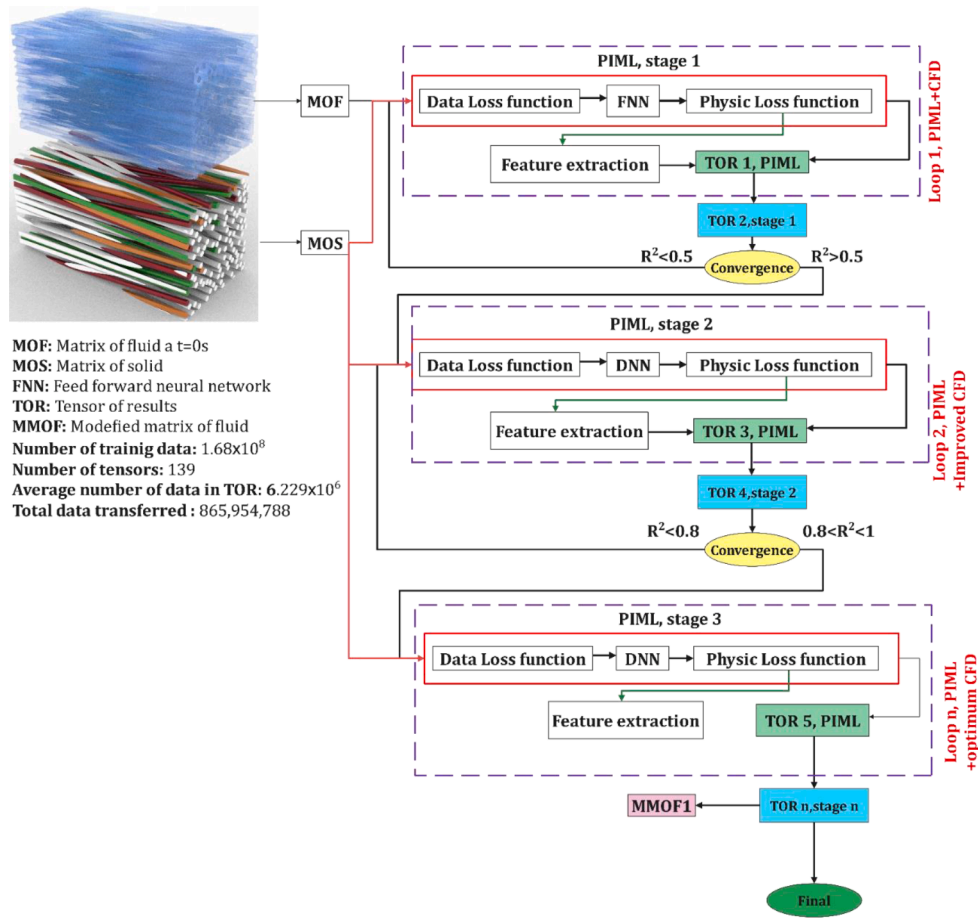 MOF
MOS
MOF: Matrix of fluid a t=0s
MOS: Matrix of solid
FNN: Feed forward neural network
TOR: Tensor of results
MMOF: Modefied matrix of fluid
Number of trainig data: 1.68x10⁸
Number of tensors: 139
Average number of data in TOR: 6.229x10⁶
Total data transferred : 865,954,788
PIML, stage 1
Data Loss function
FNN
Physic Loss function
Feature extraction
TOR 1, PIML
TOR 2,stage 1
R²<0.5
Convergence
R²>0.5
Loop 1, PIML+CFD
PIML, stage 2
Data Loss function
DNN
Physic Loss function
Feature extraction
TOR 3, PIML
TOR 4,stage 2
R²<0.8
Convergence
0.8<R²<1
Loop 2, PIML
+Improved CFD
PIML, stage 3
Data Loss function
DNN
Physic Loss function
Feature extraction
TOR 5, PIML
MMOF1
TOR n,stage n
Final
Loop n, PIML
+optimum CFD